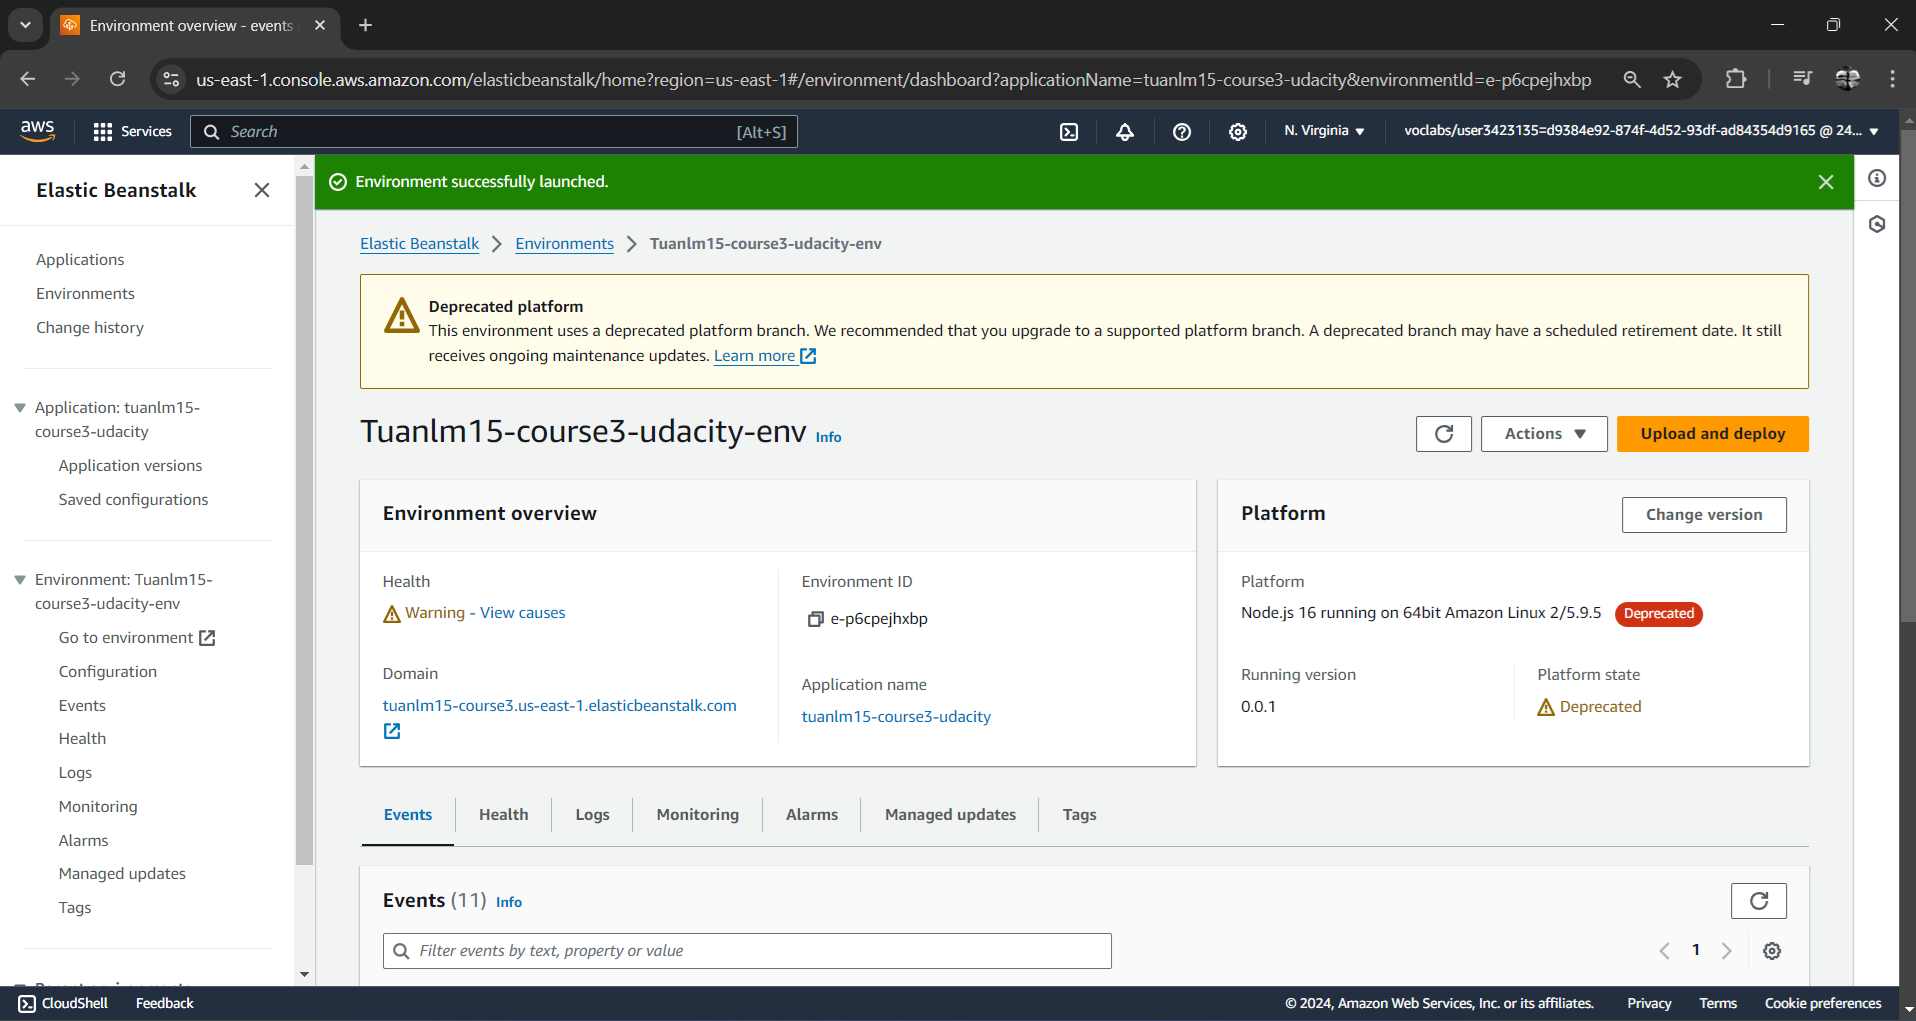 Environment overview - events
us-east-1.console.aws.amazon.com/elasticbeanstalk/home?region=us-east-1#/environment/dashboard?applicationName=tuanlm15-course3-udacity&environmentId=e-p6cpejhxbp
aws
Services
Search
[Alt+S]
N. Virginia
voclabs/user3423135=d9384e92-874f-4d52-93df-ad84354d9165 @ 24...
Elastic Beanstalk
Applications
Environments
Change history
Application: tuanlm15-
course3-udacity
Application versions
Saved configurations
Environment: Tuanlm15-
course3-udacity-env
Go to environment
Configuration
Events
Health
Logs
Monitoring
Alarms
Managed updates
Tags
Environment successfully launched.
Elastic Beanstalk
Environments
Tuanlm15-course3-udacity-env
Deprecated platform
This environment uses a deprecated platform branch. We recommended that you upgrade to a supported platform branch. A deprecated branch may have a scheduled retirement date. It still
receives ongoing maintenance updates. Learn more
Tuanlm15-course3-udacity-env Info
Actions
Upload and deploy
Environment overview
Health
Warning - View causes
Domain
tuanlm15-course3.us-east-1.elasticbeanstalk.com
Environment ID
e-p6cpejhxbp
Application name
tuanlm15-course3-udacity
Platform
Change version
Platform
Node.js 16 running on 64bit Amazon Linux 2/5.9.5 Deprecated
Running version
0.0.1
Platform state
Deprecated
Events
Health
Logs
Monitoring
Alarms
Managed updates
Tags
Events (11) Info
Filter events by text, property or value
1
CloudShell
Feedback
© 2024, Amazon Web Services, Inc. or its affiliates.
Privacy
Terms
Cookie preferences